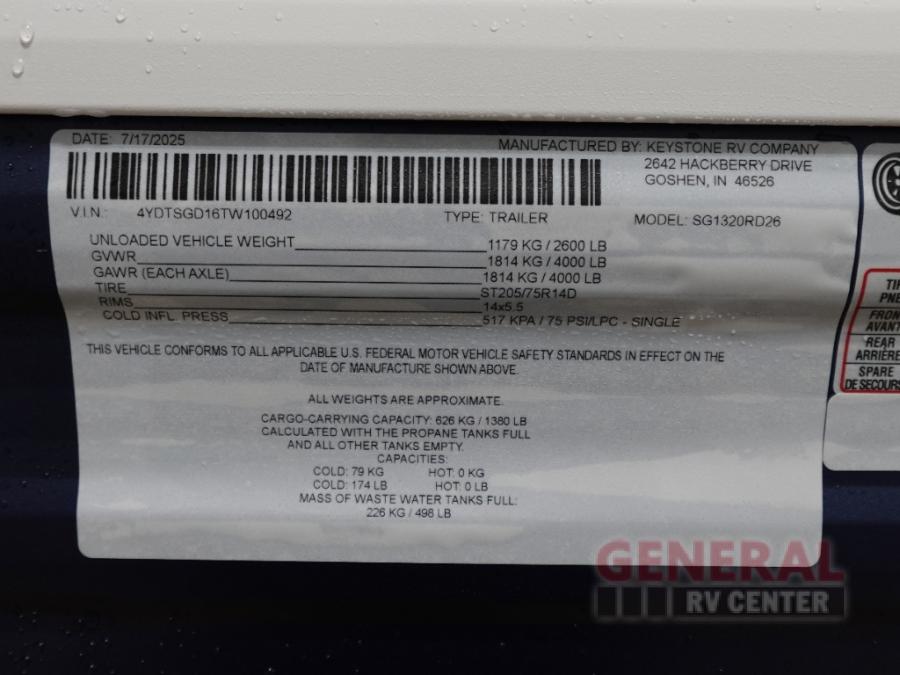 DATE: 7/17/2025
MANUFACTURED BY: KEYSTONE RV COMPANY
2642 HACKBERRY DRIVE
GOSHEN, IN 46526
V.I.N.: 4YDTSGD16TW100492 TYPE: TRAILER MODEL: SG1320RD26
UNLOADED VEHICLE WEIGHT 1179 KG / 2600 LB
GVWR 1814 KG / 4000 LB
GAWR (EACH AXLE) 1814 KG / 4000 LB
TIRE ST205/75R14D
RIMS 14x5.5
COLD INFL. PRESS 517 KPA / 75 PSI/LPC - SINGLE
THIS VEHICLE CONFORMS TO ALL APPLICABLE U.S. FEDERAL MOTOR VEHICLE SAFETY STANDARDS IN EFFECT ON THE
DATE OF MANUFACTURE SHOWN ABOVE.
ALL WEIGHTS ARE APPROXIMATE.
CARGO-CARRYING CAPACITY: 626 KG / 1380 LB
CALCULATED WITH THE PROPANE TANKS FULL
AND ALL OTHER TANKS EMPTY.
CAPACITIES:
COLD: 79 KG HOT: 0 KG
COLD: 174 LB HOT: 0 LB
MASS OF WASTE WATER TANKS FULL:
226 KG / 498 LB
TI
PNE
FRON
AVANT
REAR
ARRIÈRE
SPARE
DE SECOURS
GENERAL
RV CENTER